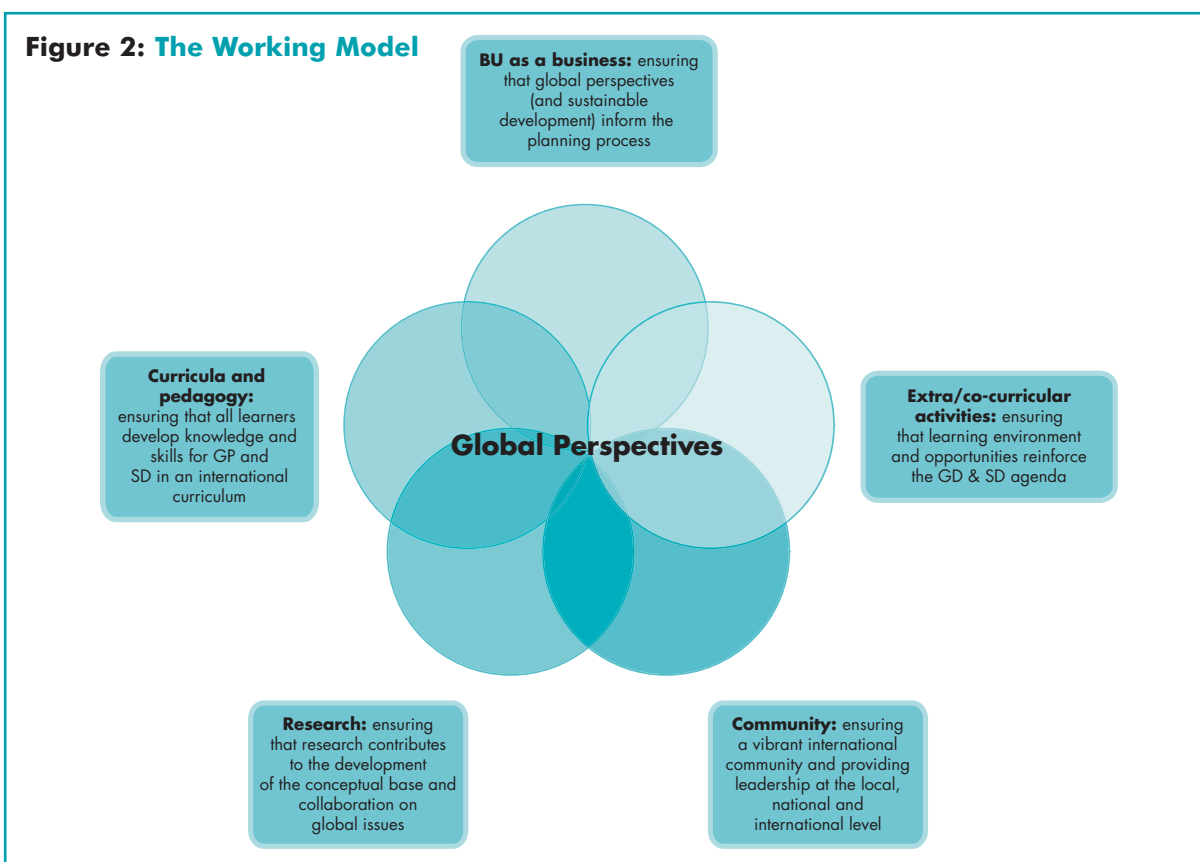 Figure 2: The Working Model
BU as a business: ensuring
that global perspectives
(and sustainable
development) inform the
planning process
Curricula and
pedagogy:
ensuring that all learners
develop knowledge and
skills for GP and
SD in an international
curriculum
Extra/co-curricular
activities: ensuring
that learning environment
and opportunities reinforce
the GD & SD agenda
Global Perspectives
Research: ensuring
that research contributes
to the development
of the conceptual base and
collaboration on
global issues
Community: ensuring
a vibrant international
community and providing
leadership at the local,
national and
international level